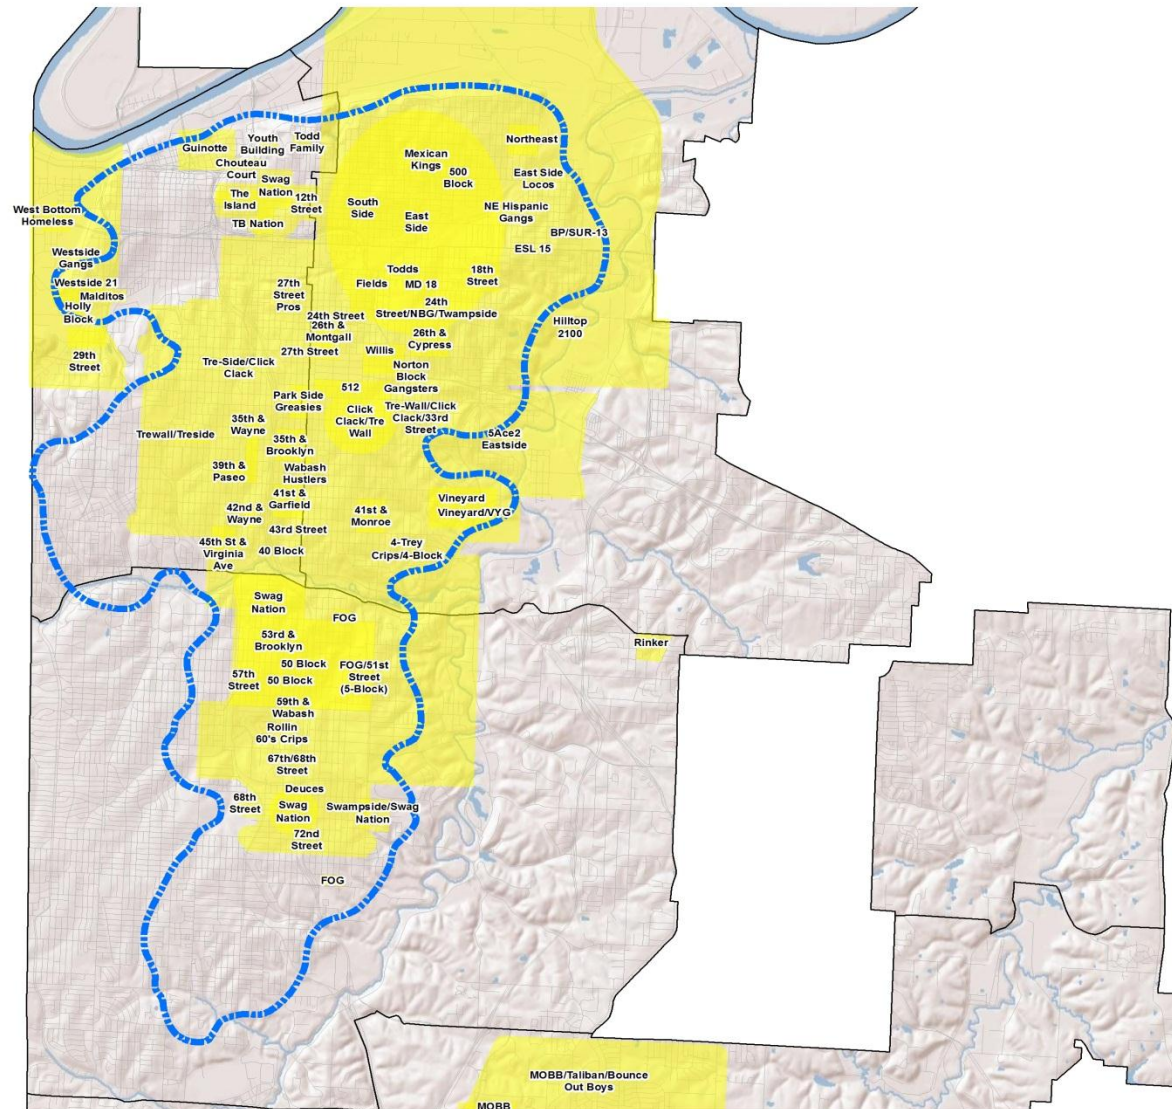 Guinotte
Youth
Building
Todd
Family
Northeast
Chouteau
Court
Mexican
Kings
500
Block
East Side
Locos
Swag
Nation
The
Island
12th
Street
South
Side
East
Side
NE Hispanic
Gangs
West Bottom
Homeless
TB Nation
BP/SUR-13
ESL 15
Westside
Gangs
Westside 21
Malditos
Holly
Block
27th
Street
Pros
Todds
Fields
MD 18
18th
Street
24th
Street/NBG/Twampside
24th Street
26th &
Montgall
Hilltop
2100
26th &
Cypress
27th Street
Willis
29th
Street
Tre-Side/Click
Clack
Norton
Block
Gangsters
512
Park Side
Greasies
Click
Clack/Tre
Wall
Tre-Wall/Click
Clack/33rd
Street
35th &
Wayne
Trewall/Treside
35th &
Brooklyn
5Ace2
Eastside
39th &
Paseo
Wabash
Hustlers
41st &
Garfield
Vineyard
Vineyard/VYG
42nd &
Wayne
41st &
Monroe
43rd Street
45th St &
Virginia
Ave
40 Block
4-Trey
Crips/4-Block
Swag
Nation
FOG
53rd &
Brooklyn
Rinker
50 Block
57th
Street
50 Block
FOG/51st
Street
(5-Block)
59th &
Wabash
Rollin
60's Crips
67th/68th
Street
Deuces
68th
Street
Swag
Nation
Swampside/Swag
Nation
72nd
Street
FOG
MOBB/Taliban/Bounce
Out Boys
MOBB